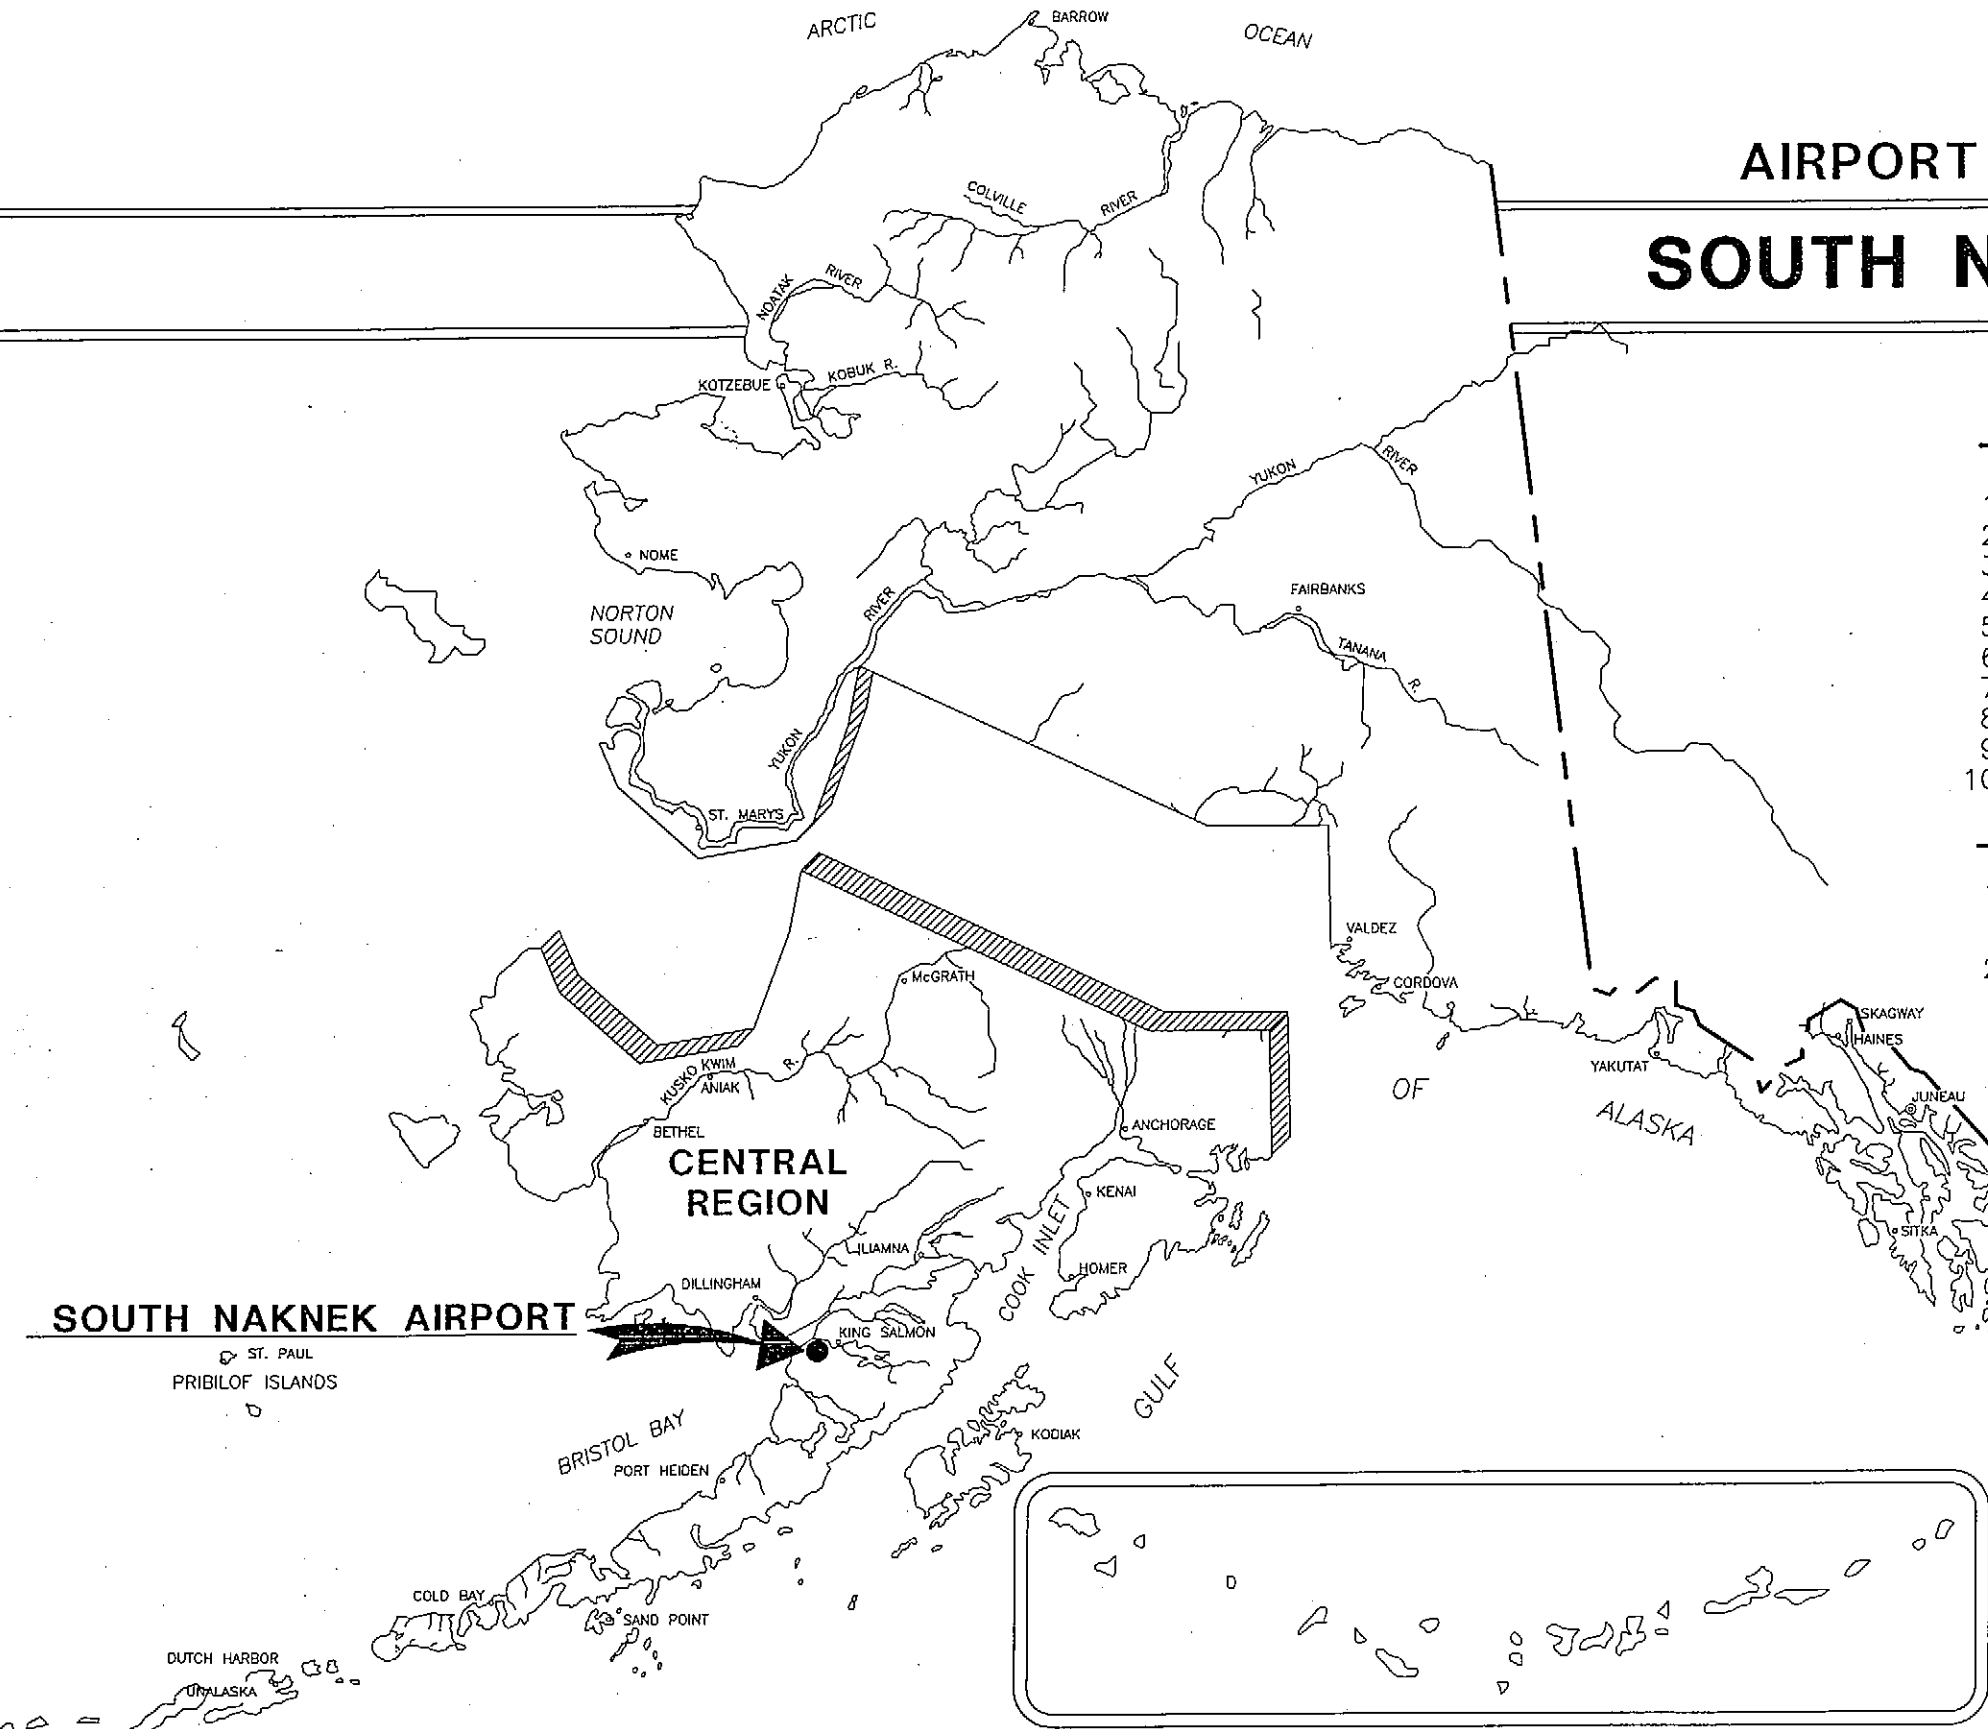 ARCTIC
BARROW
OCEAN
AIRPORT
COLVILLE
RIVER
SOUTH N
NOATAK
RIVER
KOTZEBUE
KOBUK R.
YUKON
RIVER
NOME
NORTON
SOUND
RIVER
FAIRBANKS
TANANA
R.
YUKON
ST. MARYS
VALDEZ
CORDOVA
McGRATH
SKAGWAY
HAINES
YAKUTAT
JUNEAU
KUSKO KWIM
R.
ANIAK
BETHEL
OF
ALASKA
ANCHORAGE
CENTRAL
REGION
KENAI
SITKA
ILIAMNA
COOK INLET
HOMER
DILLINGHAM
SOUTH NAKNEK AIRPORT
KING SALMON
ST. PAUL
PRIBILOF ISLANDS
GULF
BRISTOL BAY
KODIAK
PORT HEIDEN
COLD BAY
SAND POINT
DUTCH HARBOR
UNALASKA